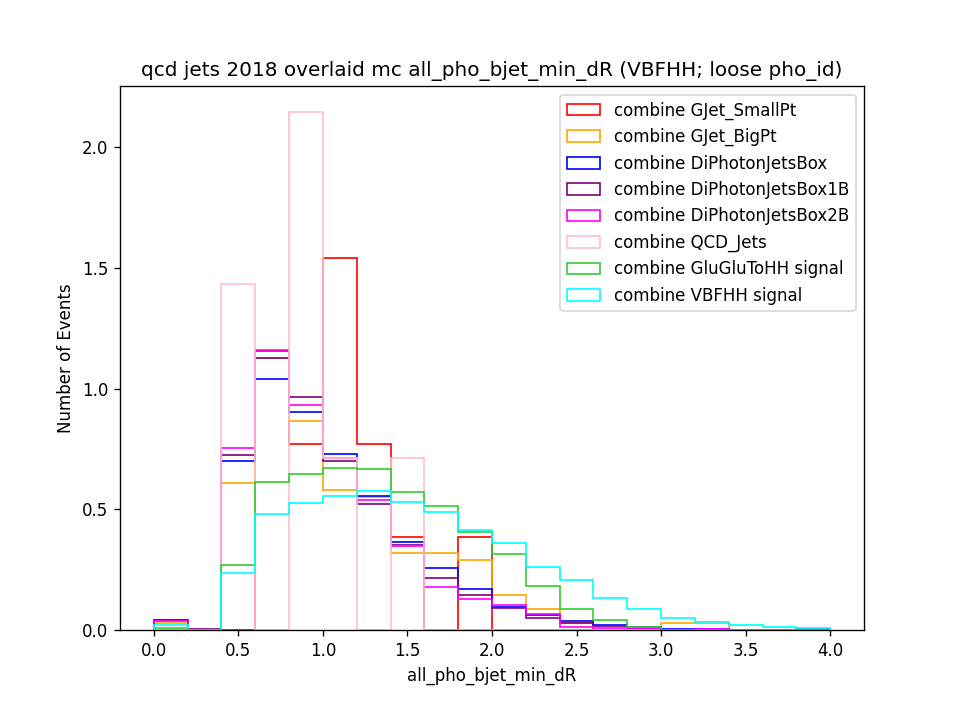 qcd jets 2018 overlaid mc all_pho_bjet_min_dR (VBFHH; loose pho_id)
combine GJet_SmallPt
combine GJet_BigPt
combine DiPhotonJetsBox
combine DiPhotonJetsBox1B
combine DiPhotonJetsBox2B
combine QCD_Jets
combine GluGluToHH signal
combine VBFHH signal
Number of Events
2.0
1.5
1.0
0.5
0.0
0.0 0.5 1.0 1.5 2.0 2.5 3.0 3.5 4.0
all_pho_bjet_min_dR